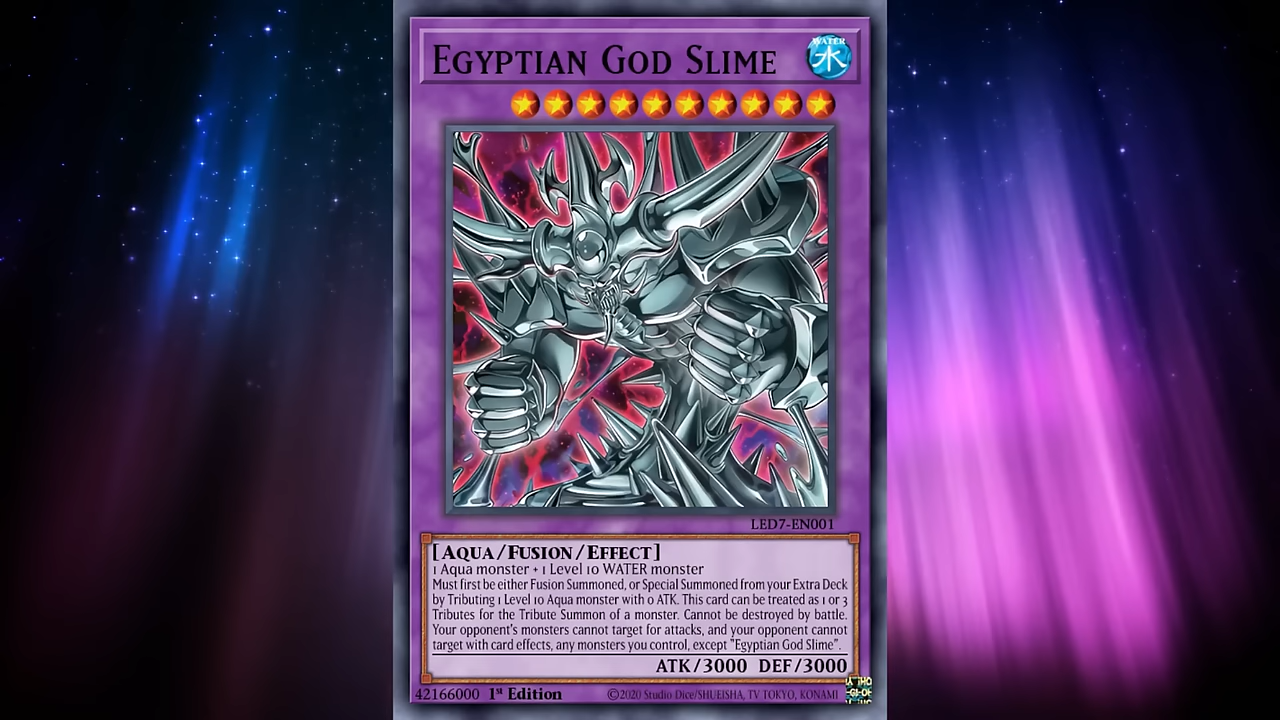 EGYPTIAN GOD SLIME
WATER
水
LED7-EN001
[AQUA/FUSION/EFFECT]
1 Aqua monster + 1 Level 10 WATER monster
Must first be either Fusion Summoned, or Special Summoned from your Extra Deck
by Tributing 1 Level 10 Aqua monster with 0 ATK. This card can be treated as 1 or 3
Tributes for the Tribute Summon of a monster. Cannot be destroyed by battle.
Your opponent's monsters cannot target for attacks, and your opponent cannot
target with card effects, any monsters you control, except "Egyptian God Slime".
ATK/3000 DEF/3000
42166000 1st Edition ©2020 Studio Dice/SHUEISHA, TV TOKYO, KONAMI